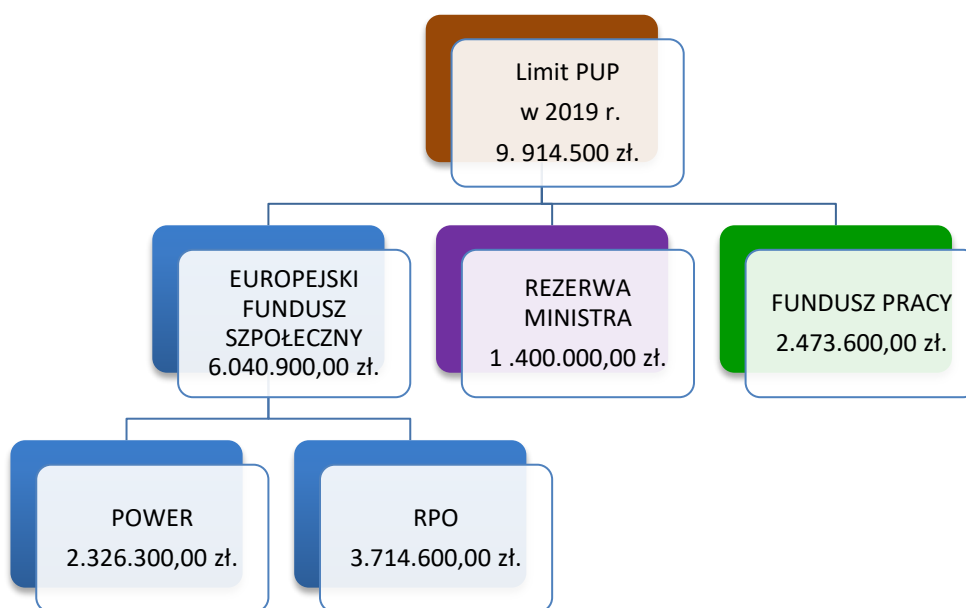 Limit PUP
w 2019 r.
9. 914.500 zł.
EUROPEJSKI
FUNDUSZ
SZPOŁECZNY
6.040.900,00 zł.
REZERWA
MINISTRA
1 .400.000,00 zł.
FUNDUSZ PRACY
2.473.600,00 zł.
POWER
2.326.300,00 zł.
RPO
3.714.600,00 zł.